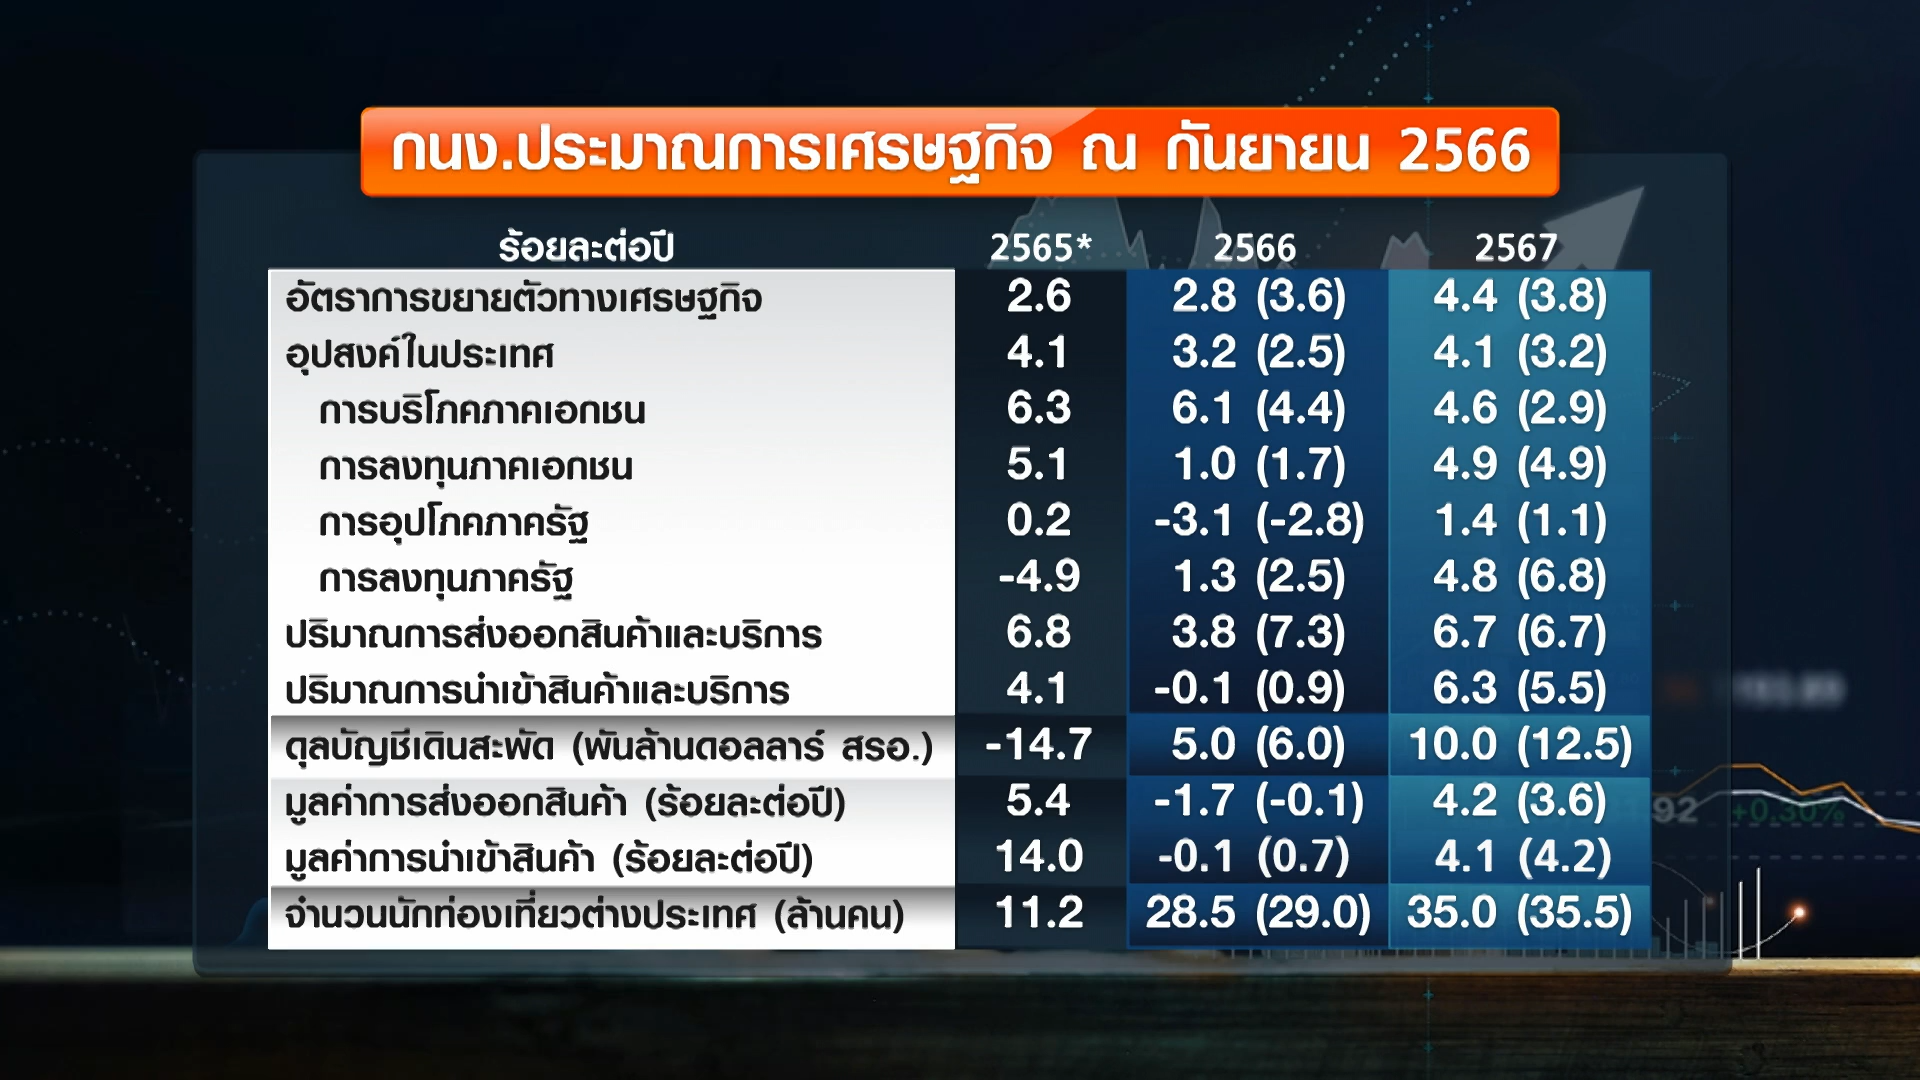 กนง.ประมาณการเศรษฐกิจ ณ กันยายน 2566
ร้อยละต่อปี 2565* 2566 2567
อัตราการขยายตัวทางเศรษฐกิจ 2.6 2.8 (3.6) 4.4 (3.8)
อุปสงค์ในประเทศ 4.1 3.2 (2.5) 4.1 (3.2)
การบริโภคภาคเอกชน 6.3 6.1 (4.4) 4.6 (2.9)
การลงทุนภาคเอกชน 5.1 1.0 (1.7) 4.9 (4.9)
การอุปโภคภาครัฐ 0.2 -3.1 (-2.8) 1.4 (1.1)
การลงทุนภาครัฐ -4.9 1.3 (2.5) 4.8 (6.8)
ปริมาณการส่งออกสินค้าและบริการ 6.8 3.8 (7.3) 6.7 (6.7)
ปริมาณการนำเข้าสินค้าและบริการ 4.1 -0.1 (0.9) 6.3 (5.5)
ดุลบัญชีเดินสะพัด (พันล้านดอลลาร์ สรอ.) -14.7 5.0 (6.0) 10.0 (12.5)
มูลค่าการส่งออกสินค้า (ร้อยละต่อปี) 5.4 -1.7 (-0.1) 4.2 (3.6)
มูลค่าการนำเข้าสินค้า (ร้อยละต่อปี) 14.0 -0.1 (0.7) 4.1 (4.2)
จำนวนนักท่องเที่ยวต่างประเทศ (ล้านคน) 11.2 28.5 (29.0) 35.0 (35.5)
+0.30%